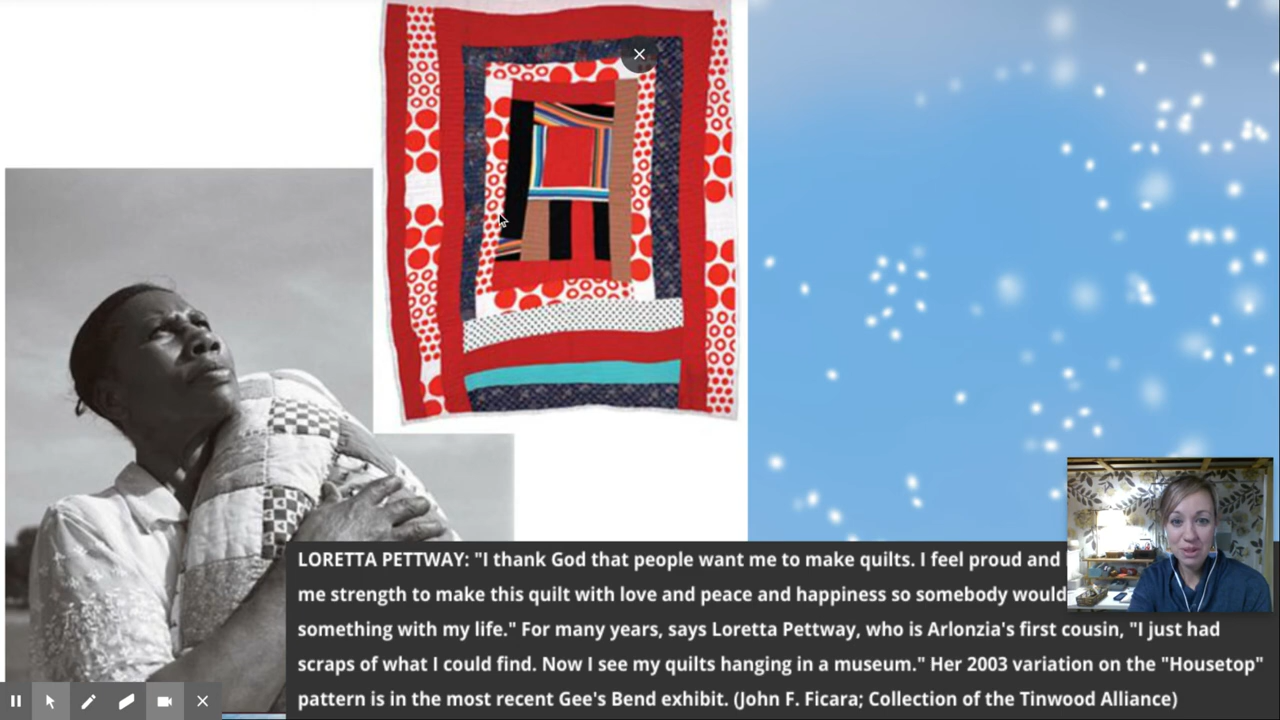 LORETTA PETTWAY: "I thank God that people want me to make quilts. I feel proud and
me strength to make this quilt with love and peace and happiness so somebody would
something with my life." For many years, says Loretta Pettway, who is Arlonzia's first cousin, "I just had
scraps of what I could find. Now I see my quilts hanging in a museum." Her 2003 variation on the "Housetop"
pattern is in the most recent Gee's Bend exhibit. (John F. Ficara; Collection of the Tinwood Alliance)